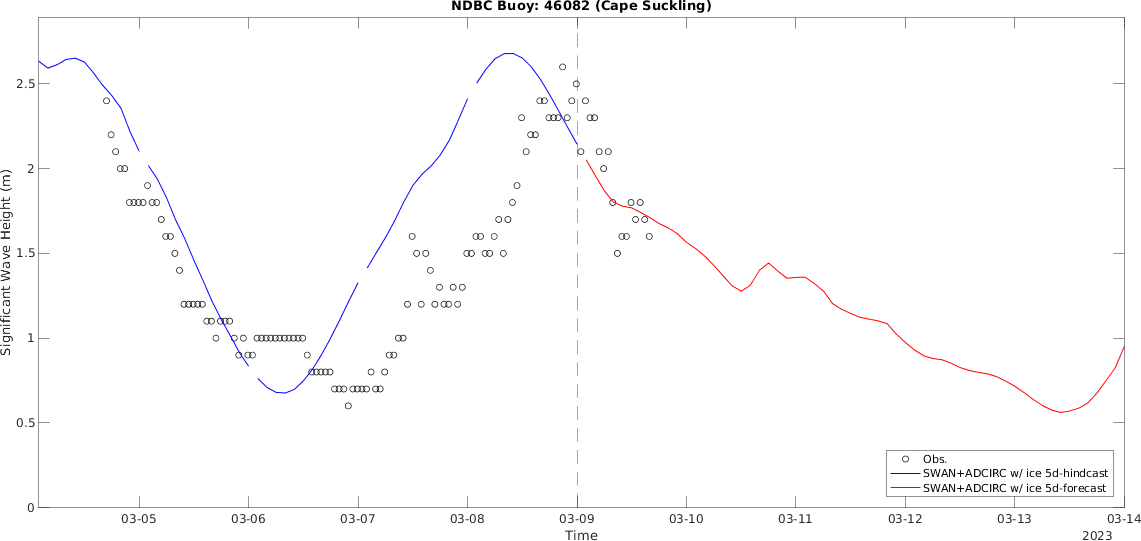 NDBC Buoy: 46082 (Cape Suckling)
Significant Wave Height (m)
2.5
2
1.5
1
0.5
0
Obs.
SWAN+ADCIRC w/ ice 5d-hindcast
SWAN+ADCIRC w/ ice 5d-forecast
03-05 03-06 03-07 03-08 03-09 03-10 03-11 03-12 03-13 03-14
Time
2023